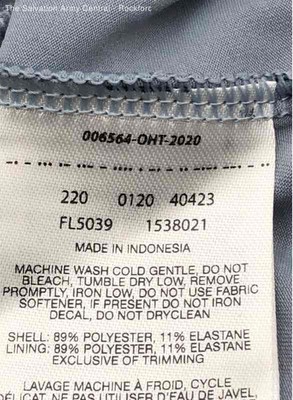 The Salvation Army Central - Rockfort
006564-OHT-2020
220 0120 40423
FL5039 1538021
MADE IN INDONESIA
MACHINE WASH COLD GENTLE, DO NOT
BLEACH, TUMBLE DRY LOW, REMOVE
PROMPTLY, IRON LOW, DO NOT USE FABRIC
SOFTENER, IF PRESENT DO NOT IRON
DECAL, DO NOT DRYCLEAN
SHELL: 89% POLYESTER, 11% ELASTANE
LINING: 89% POLYESTER, 11% ELASTANE
EXCLUSIVE OF TRIMMING
LAVAGE MACHINE À FROID, CYCLE
DÉLICAT, NE PAS UTILISER D'EAU DE JAVEL,